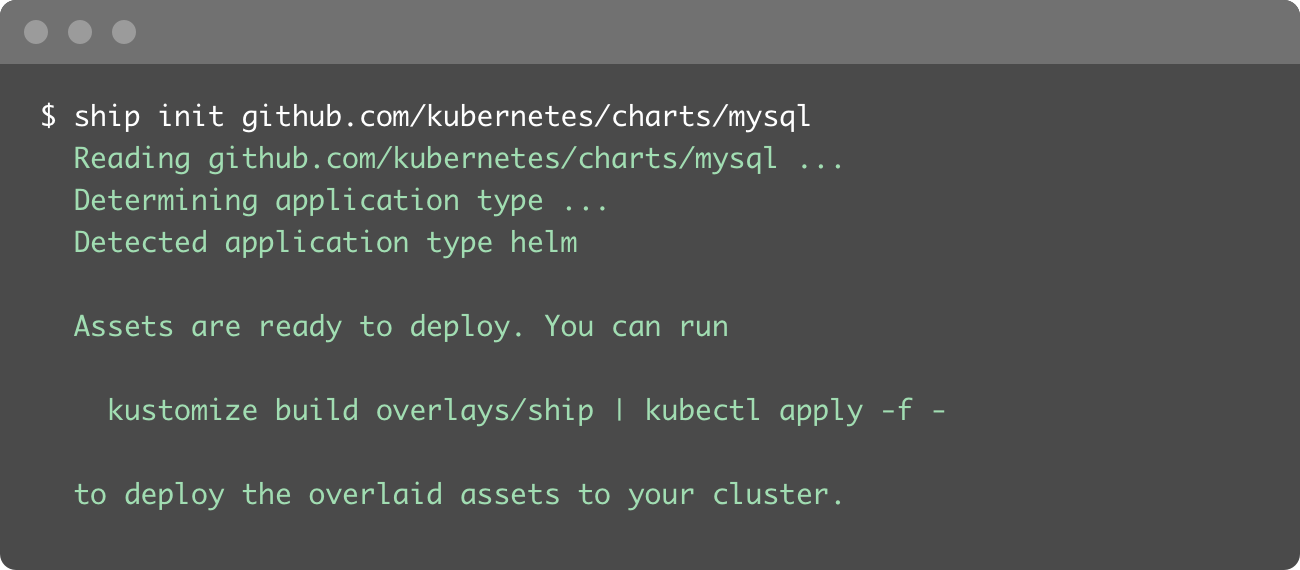 $ ship init github.com/kubernetes/charts/mysql
Reading github.com/kubernetes/charts/mysql ...
Determining application type ...
Detected application type helm
Assets are ready to deploy. You can run
kustomize build overlays/ship | kubectl apply -f -
to deploy the overlaid assets to your cluster.